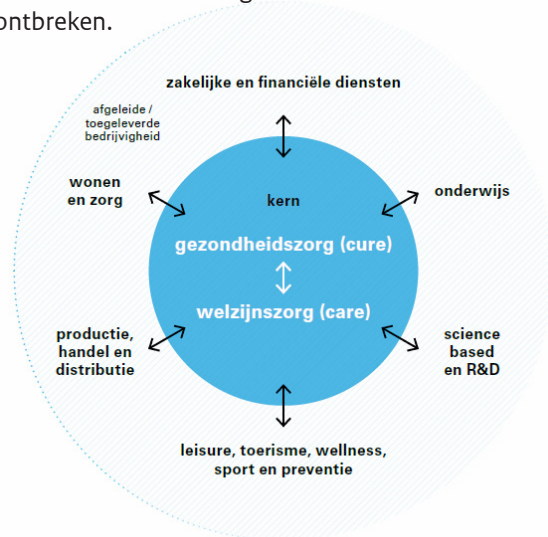 ontbreken.
zakelijke en financiële diensten
afgeleide /
toegeleverde
bedrijvigheid
wonen
en zorg
kern
onderwijs
gezondheidszorg (cure)
welzijnszorg (care)
productie,
handel en
distributie
science
based
en R&D
leisure, toerisme, wellness,
sport en preventie